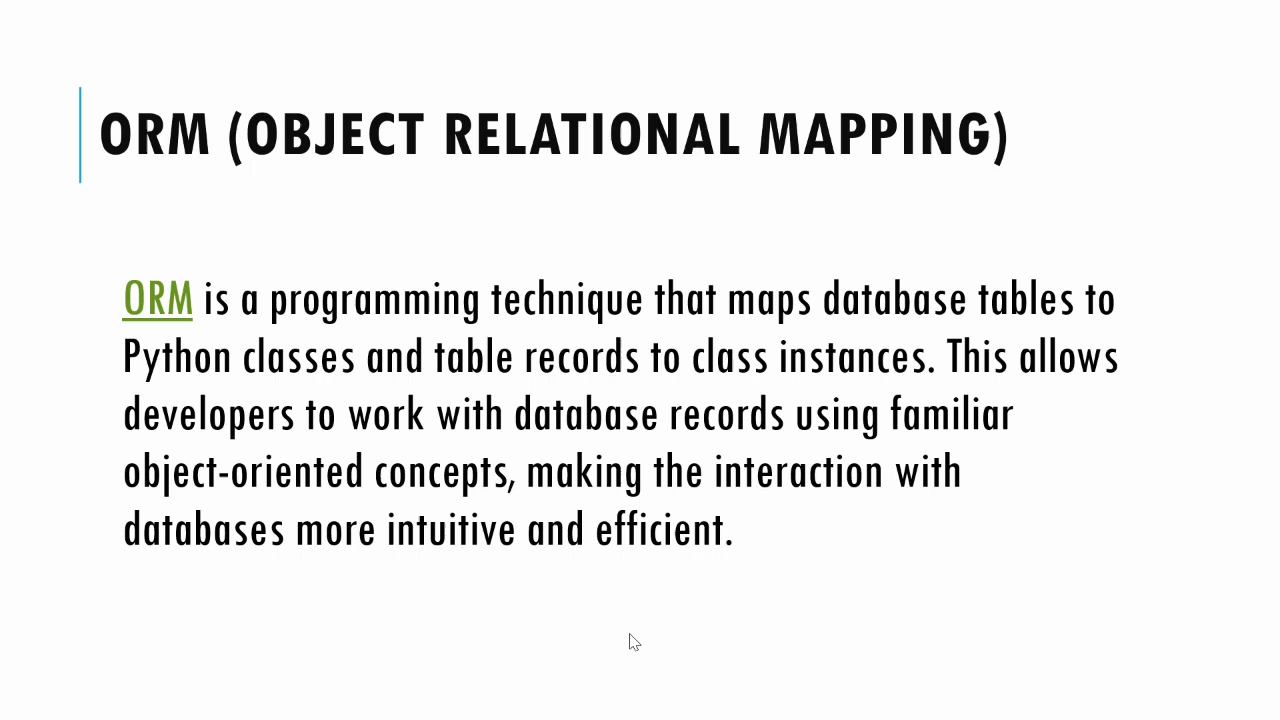 ORM (OBJECT RELATIONAL MAPPING)
ORM is a programming technique that maps database tables to
Python classes and table records to class instances. This allows
developers to work with database records using familiar
object-oriented concepts, making the interaction with
databases more intuitive and efficient.